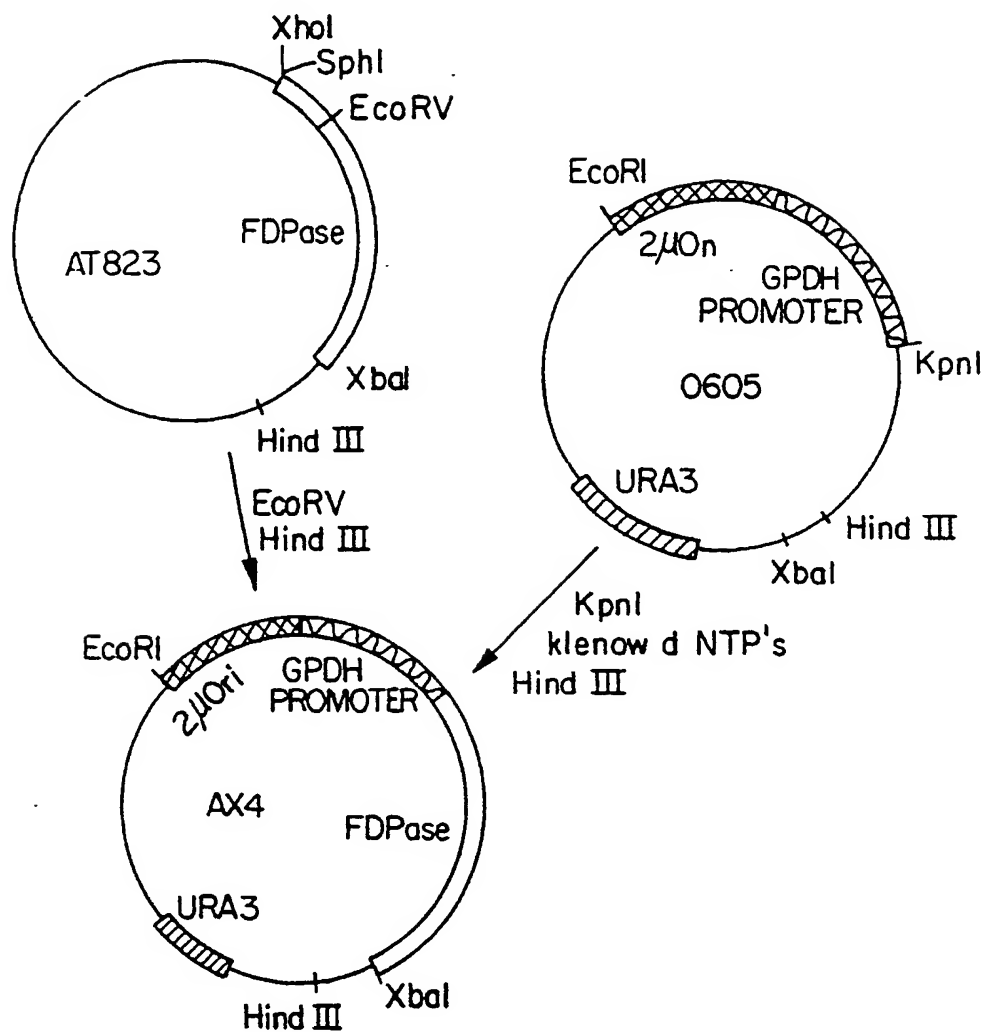 XhoI
SphI
EcoRV
FDPase
AT823
XbaI
Hind III
EcoRV
Hind III
EcoRI
2μOri
GPDH
PROMOTER
KpnI
0605
URA3
Hind III
XbaI
KpnI
klenow d NTP's
Hind III
EcoRI
2μOri
GPDH
PROMOTER
AX4
FDPase
URA3
Hind III
XbaI